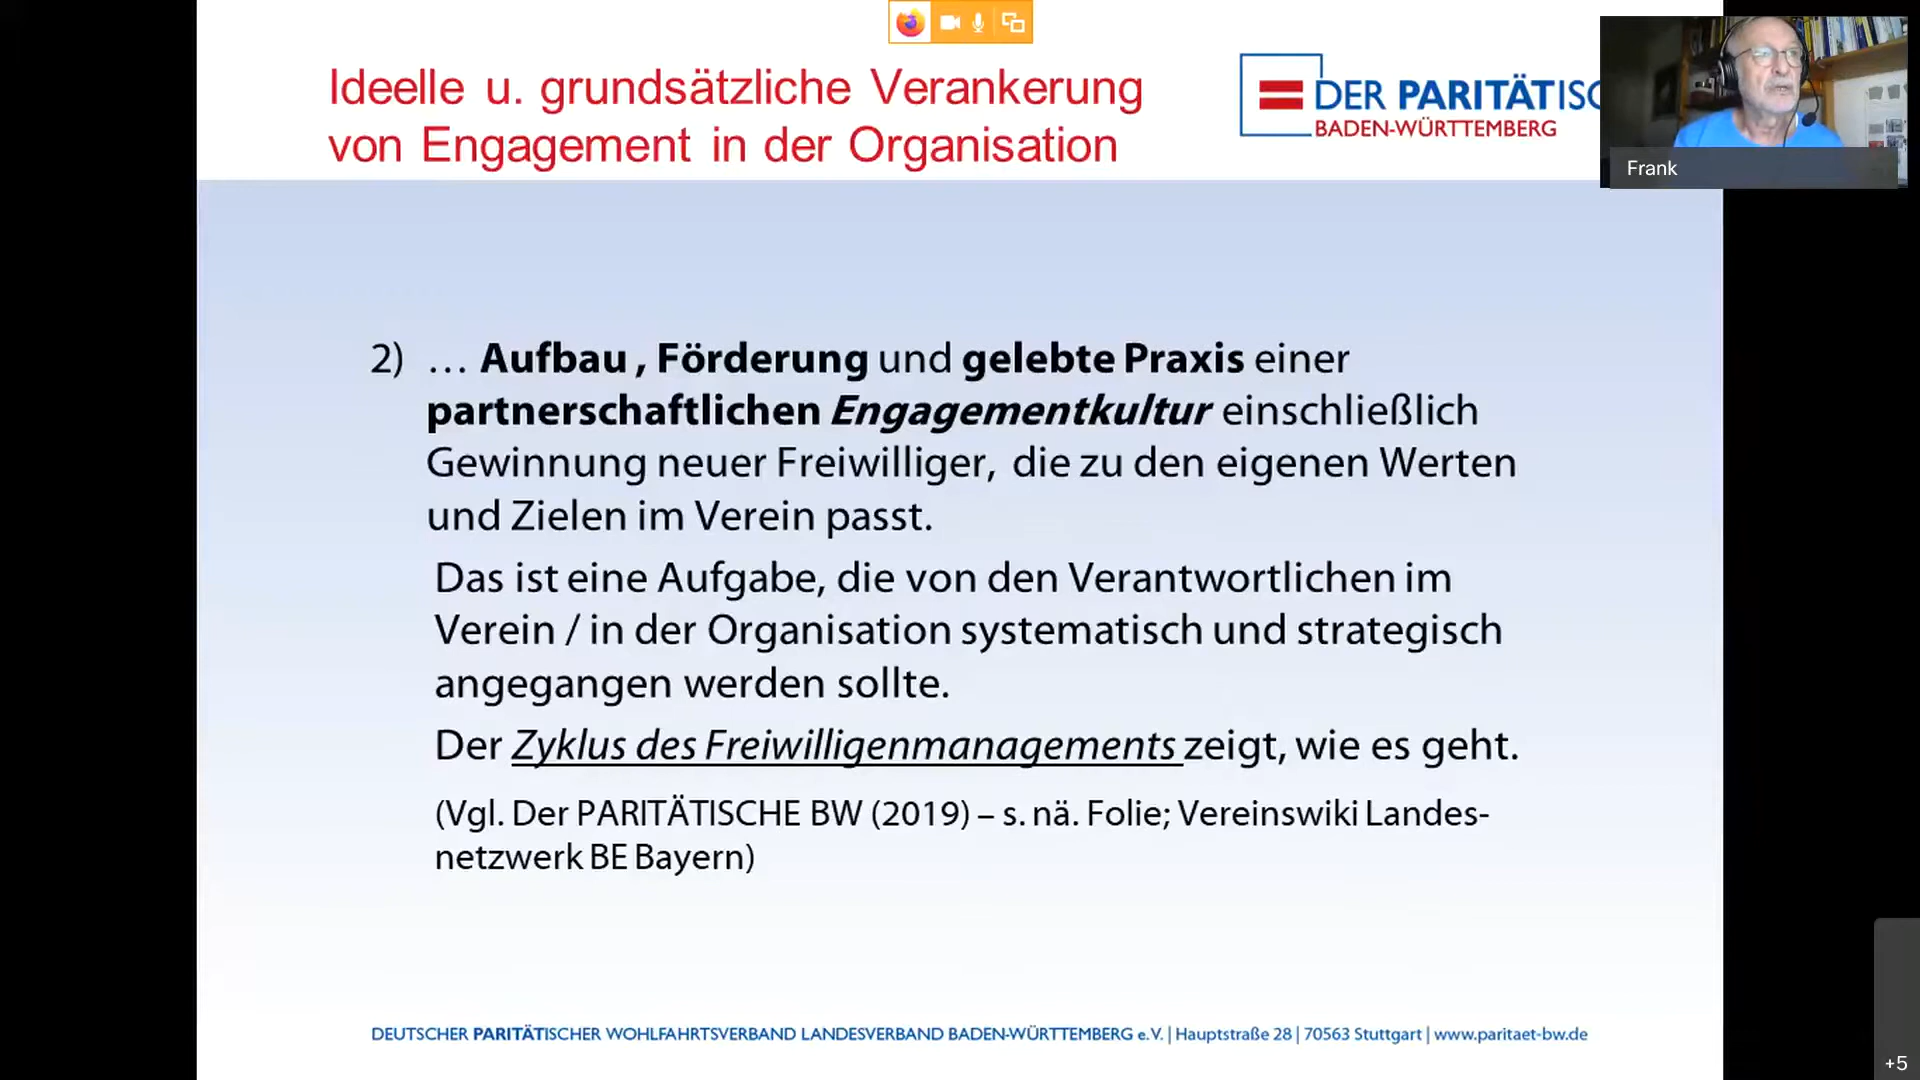 Ideelle u. grundsätzliche Verankerung
von Engagement in der Organisation
DER PARITÄTISC
BADEN-WÜRTTEMBERG
Frank
2) … Aufbau , Förderung und gelebte Praxis einer
partnerschaftlichen Engagementkultur einschließlich
Gewinnung neuer Freiwilliger, die zu den eigenen Werten
und Zielen im Verein passt.
Das ist eine Aufgabe, die von den Verantwortlichen im
Verein / in der Organisation systematisch und strategisch
angegangen werden sollte.
Der Zyklus des Freiwilligenmanagements zeigt, wie es geht.
(Vgl. Der PARITÄTISCHE BW (2019) – s. nä. Folie; Vereinswiki Landes-
netzwerk BE Bayern)
DEUTSCHER PARITÄTISCHER WOHLFAHRTSVERBAND LANDESVERBAND BADEN-WÜRTTEMBERG e.V. | Hauptstraße 28 | 70563 Stuttgart | www.paritaet-bw.de
+5